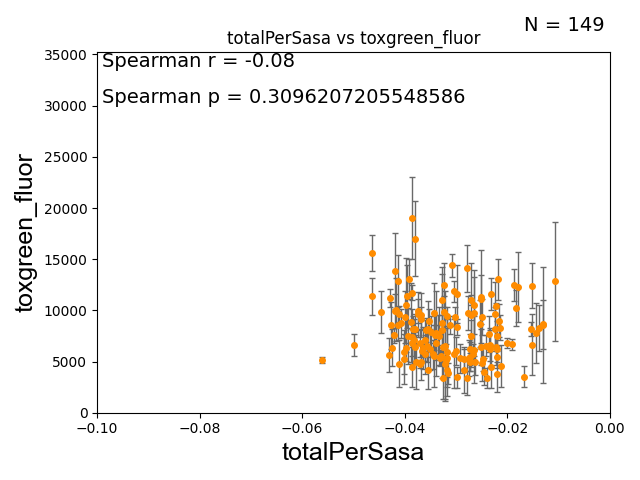 N = 149
totalPerSasa vs toxgreen_fluor
Spearman r = -0.08
Spearman p = 0.3096207205548586
35000
30000
25000
20000
15000
10000
5000
0
toxgreen_fluor
−0.10 −0.08 −0.06 −0.04 −0.02 0.00
totalPerSasa